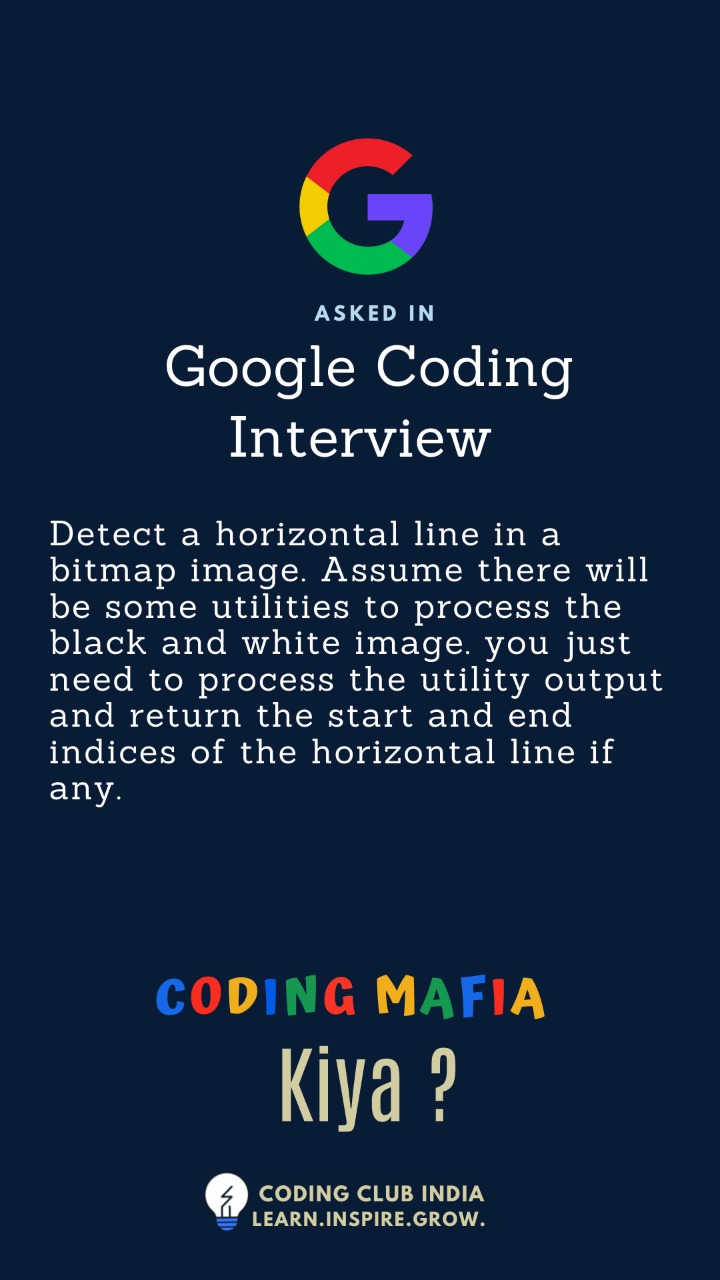 ASKED IN
Google Coding
Interview
Detect a horizontal line in a
bitmap image. Assume there will
be some utilities to process the
black and white image. you just
need to process the utility output
and return the start and end
indices of the horizontal line if
any.
CODING MAFIA
Kiya ?
CODING CLUB INDIA
LEARN.INSPIRE.GROW.